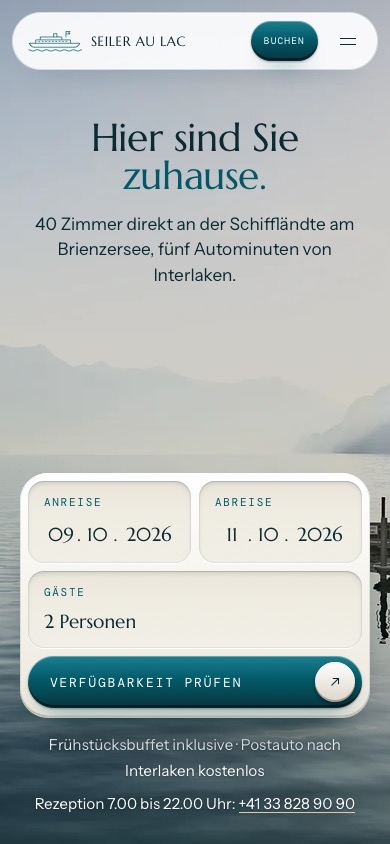 SEILER AU LAC
BUCHEN
Hier sind Sie
zuhause.
40 Zimmer direkt an der Schiffländte am
Brienzersee, fünf Autominuten von
Interlaken.
ANREISE
ABREISE
09. 10. 2026
11. 10. 2026
GÄSTE
2 Personen
VERFÜGBARKEIT PRÜFEN
Frühstücksbuffet inklusive · Postauto nach
Interlaken kostenlos
Rezeption 7.00 bis 22.00 Uhr: +41 33 828 90 90